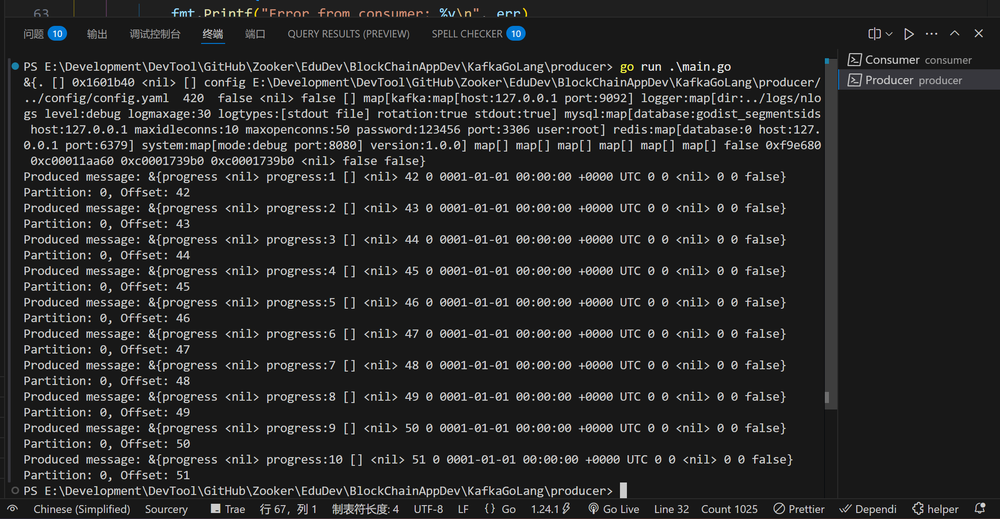 63 fmt.Printf("Error from consumer: %v\n", err)
问题 10 输出 调试控制台 终端 端口 QUERY RESULTS (PREVIEW) SPELL CHECKER 10
PS E:\Development\DevTool\GitHub\Zooker\EduDev\BlockChainAppDev\KafkaGoLang\producer> go run .\main.go
&{. [] 0x1601b40 <nil> [] config E:\Development\DevTool\GitHub\Zooker\EduDev\BlockChainAppDev\KafkaGoLang\producer/
../config/config.yaml  420  false <nil> false [] map[kafka:map[host:127.0.0.1 port:9092] logger:map[dir:../logs/nlo
gs level:debug logmaxage:30 logtypes:[stdout file] rotation:true stdout:true] mysql:map[database:godist_segmentsids
 host:127.0.0.1 maxidleconns:10 maxopenconns:50 password:123456 port:3306 user:root] redis:map[database:0 host:127.
0.0.1 port:6379] system:map[mode:debug port:8080] version:1.0.0] map[] map[] map[] map[] map[] map[] false 0xf9e680
 0xc00011aa60 0xc0001739b0 0xc0001739b0 <nil> false false}
Produced message: &{progress <nil> progress:1 [] <nil> 42 0 0001-01-01 00:00:00 +0000 UTC 0 0 <nil> 0 0 false}
Partition: 0, Offset: 42
Produced message: &{progress <nil> progress:2 [] <nil> 43 0 0001-01-01 00:00:00 +0000 UTC 0 0 <nil> 0 0 false}
Partition: 0, Offset: 43
Produced message: &{progress <nil> progress:3 [] <nil> 44 0 0001-01-01 00:00:00 +0000 UTC 0 0 <nil> 0 0 false}
Partition: 0, Offset: 44
Produced message: &{progress <nil> progress:4 [] <nil> 45 0 0001-01-01 00:00:00 +0000 UTC 0 0 <nil> 0 0 false}
Partition: 0, Offset: 45
Produced message: &{progress <nil> progress:5 [] <nil> 46 0 0001-01-01 00:00:00 +0000 UTC 0 0 <nil> 0 0 false}
Partition: 0, Offset: 46
Produced message: &{progress <nil> progress:6 [] <nil> 47 0 0001-01-01 00:00:00 +0000 UTC 0 0 <nil> 0 0 false}
Partition: 0, Offset: 47
Produced message: &{progress <nil> progress:7 [] <nil> 48 0 0001-01-01 00:00:00 +0000 UTC 0 0 <nil> 0 0 false}
Partition: 0, Offset: 48
Produced message: &{progress <nil> progress:8 [] <nil> 49 0 0001-01-01 00:00:00 +0000 UTC 0 0 <nil> 0 0 false}
Partition: 0, Offset: 49
Produced message: &{progress <nil> progress:9 [] <nil> 50 0 0001-01-01 00:00:00 +0000 UTC 0 0 <nil> 0 0 false}
Partition: 0, Offset: 50
Produced message: &{progress <nil> progress:10 [] <nil> 51 0 0001-01-01 00:00:00 +0000 UTC 0 0 <nil> 0 0 false}
Partition: 0, Offset: 51
PS E:\Development\DevTool\GitHub\Zooker\EduDev\BlockChainAppDev\KafkaGoLang\producer>
Consumer consumer
Producer producer
Chinese (Simplified) Sourcery Trae 行 67，列 1 制表符长度: 4 UTF-8 LF {} Go 1.24.1 Go Live Line 32 Count 1025 Prettier Dependi helper